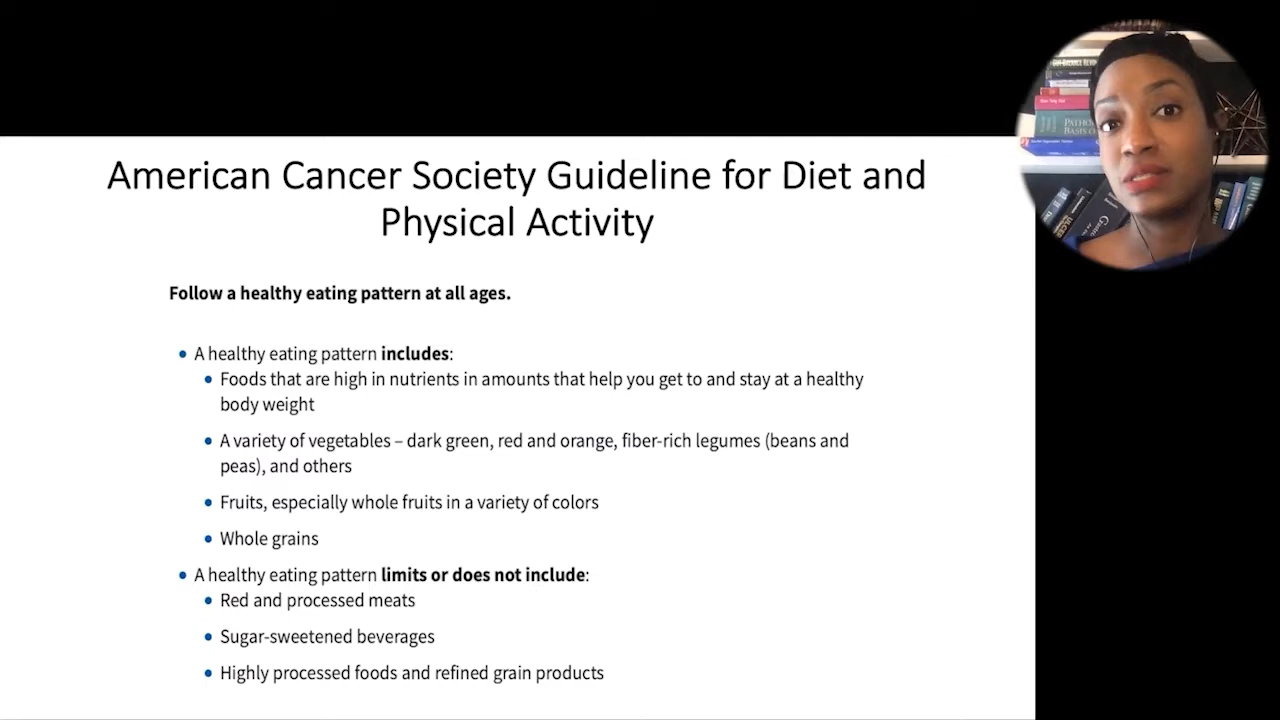 American Cancer Society Guideline for Diet and
Physical Activity
Follow a healthy eating pattern at all ages.
A healthy eating pattern includes:
Foods that are high in nutrients in amounts that help you get to and stay at a healthy
body weight
A variety of vegetables – dark green, red and orange, fiber-rich legumes (beans and
peas), and others
Fruits, especially whole fruits in a variety of colors
Whole grains
A healthy eating pattern limits or does not include:
Red and processed meats
Sugar-sweetened beverages
Highly processed foods and refined grain products